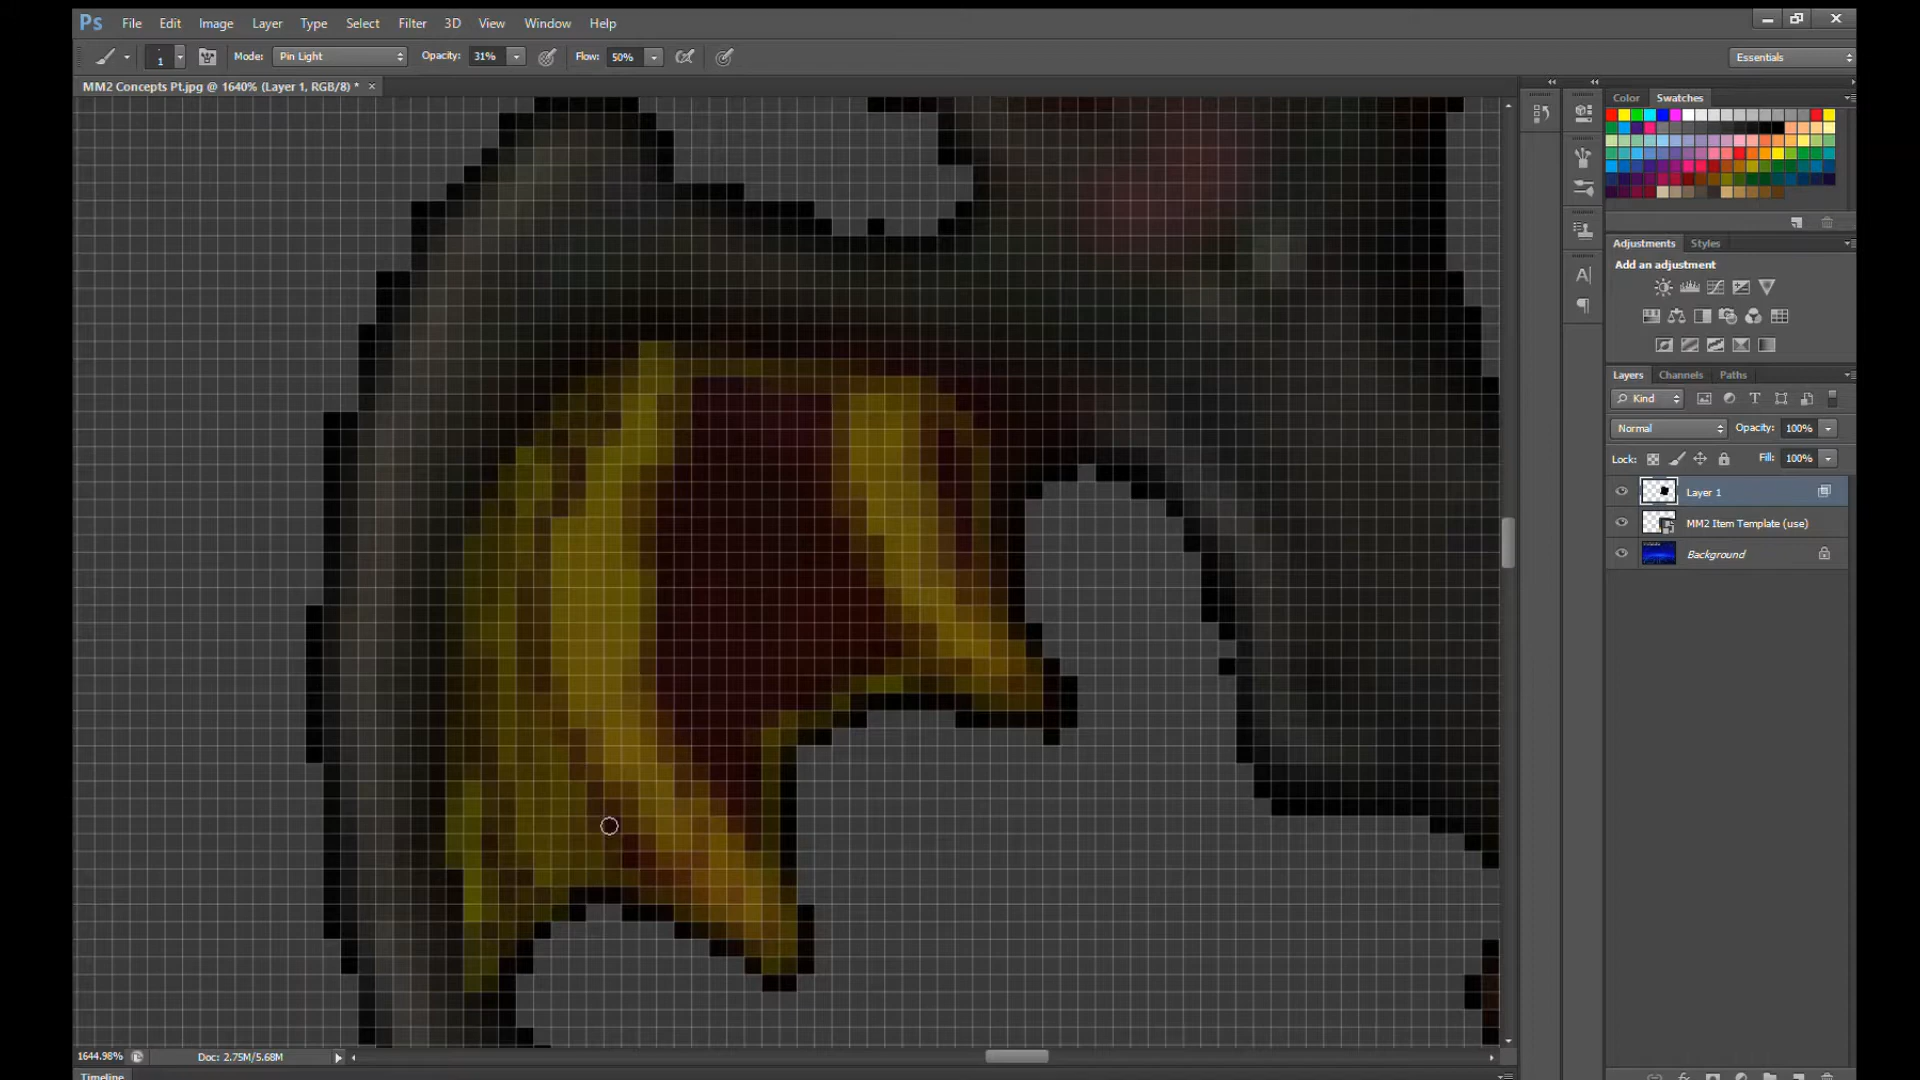 Ps File Edit Image Layer Type Select Filter 3D View Window Help
1 Mode: Pin Light Opacity: 31% Flow: 50% Essentials
MM2 Concepts Pt.jpg @ 1640% (Layer 1, RGB/8) * ×
Color Swatches
Adjustments Styles
Add an adjustment
Layers Channels Paths
Kind
Normal Opacity: 100%
Lock: Fill: 100%
Layer 1
MM2 Item Template (use)
Background
1644.98% Doc: 2.75M/5.68M
Timeline